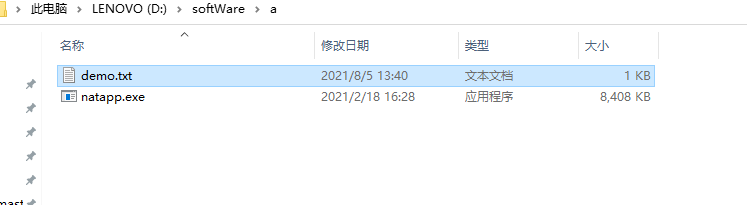 此电脑 > LENOVO (D:) > softWare > a
名称 修改日期 类型 大小
demo.txt 2021/8/5 13:40 文本文档 1 KB
natapp.exe 2021/2/18 16:28 应用程序 8,408 KB
mast